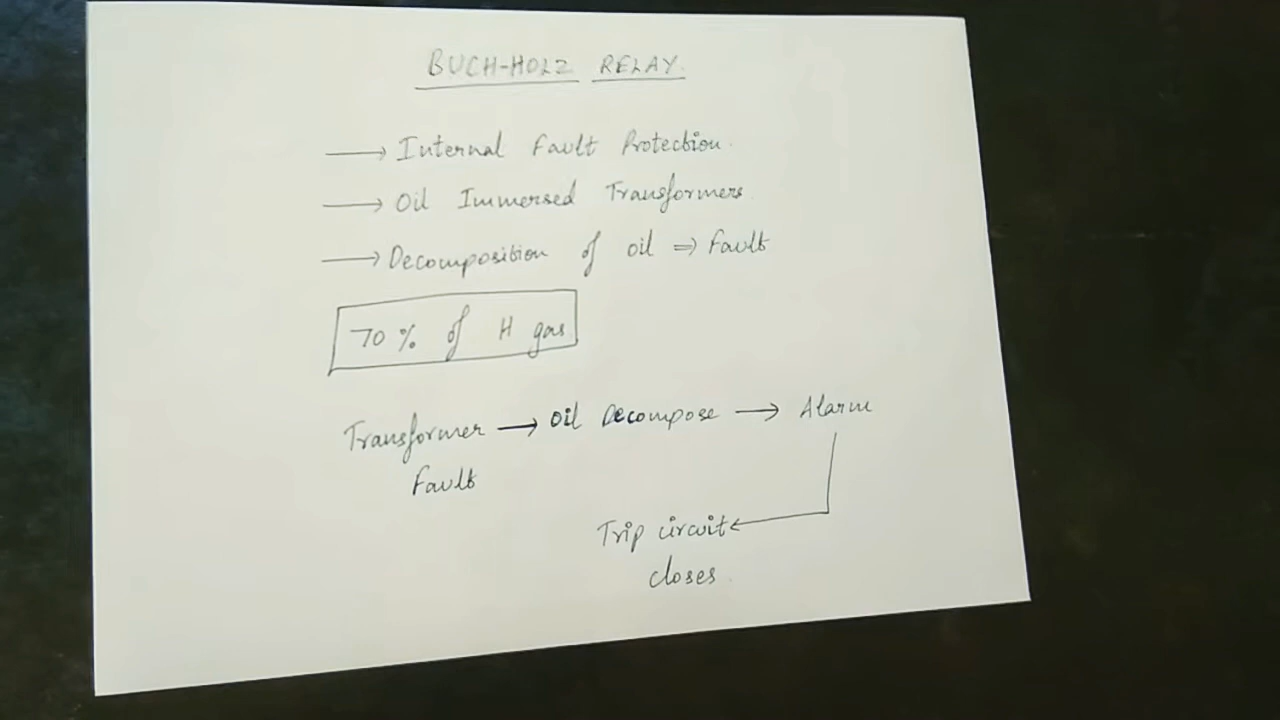 BUCH-HOLZ RELAY.
→ Internal Fault Protection.
→ Oil Immersed Transformers
→ Decomposition of oil ⇒ Fault
70% of H gas
Transformer → Oil Decompose → Alarm
Fault
Trip circuit ←
closes.